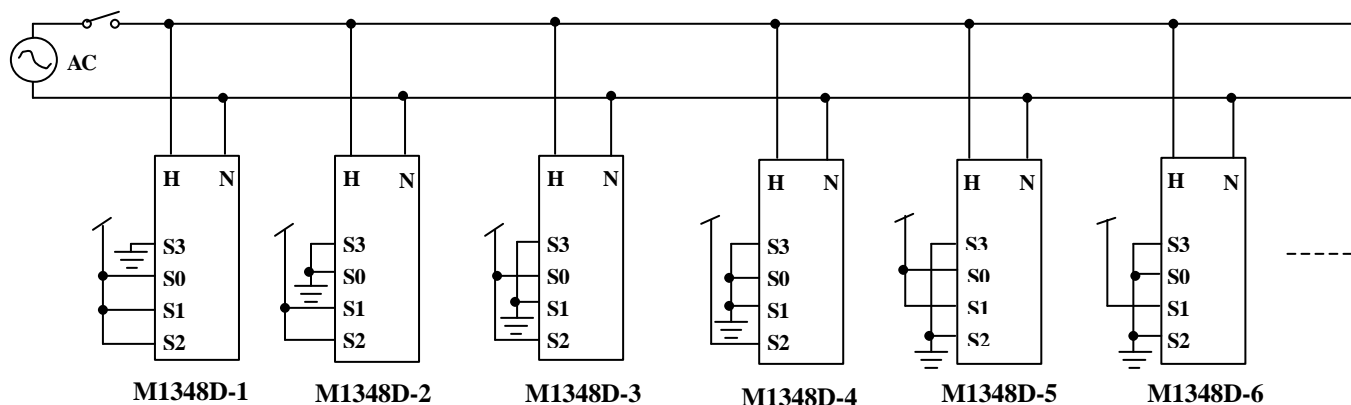 AC
H N
S3
S0
S1
S2
M1348D-1
H N
S3
S0
S1
S2
M1348D-2
H N
S3
S0
S1
S2
M1348D-3
H N
S3
S0
S1
S2
M1348D-4
H N
S3
S0
S1
S2
M1348D-5
H N
S3
S0
S1
S2
M1348D-6